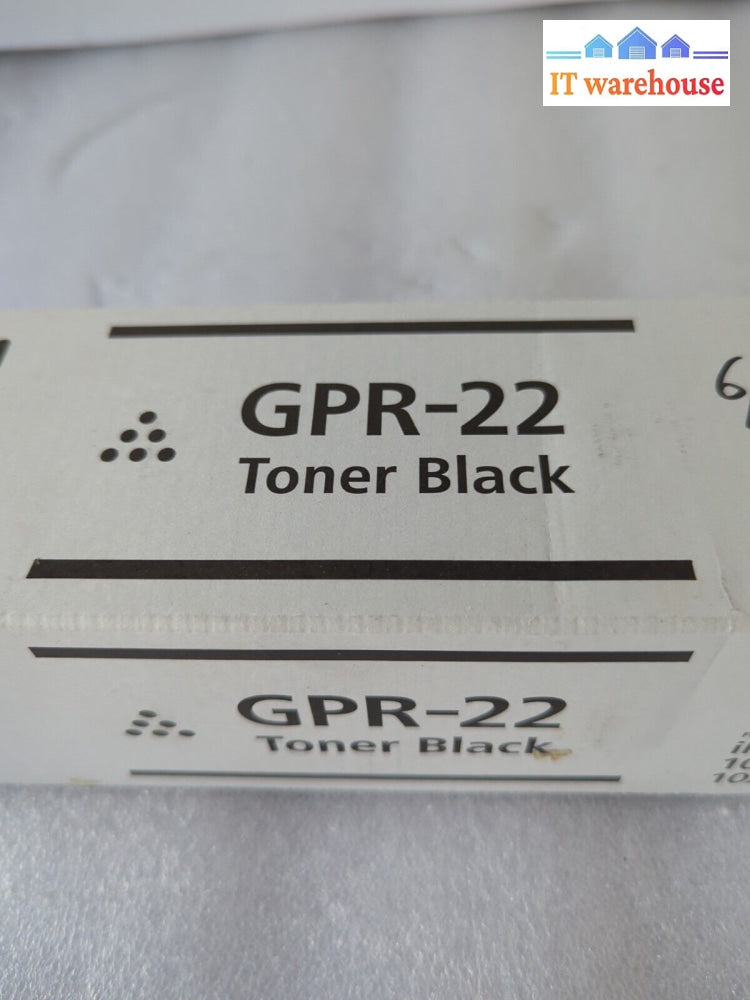 IT warehouse
GPR-22
Toner Black
GPR-22
Toner Black